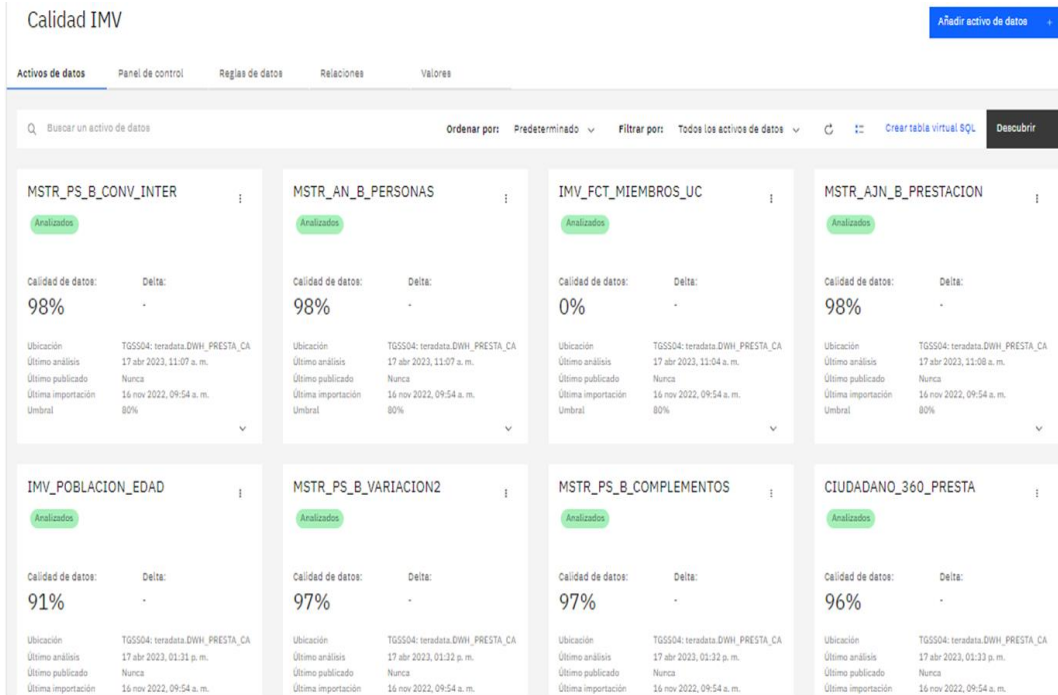 Calidad IMV
Añadir activo de datos +
Activos de datos Panel de control Reglas de datos Relaciones Valores
Buscar un activo de datos Ordenar por: Predeterminado Filtrar por: Todos los activos de datos Crear tabla virtual SQL Descubrir
MSTR_PS_B_CONV_INTER
Analizados
Calidad de datos: Delta:
98% -
Ubicación TGSS04: teradata.DWH_PRESTA_CA
Último análisis 17 abr 2023, 11:07 a. m.
Último publicado Nunca
Última importación 16 nov 2022, 09:54 a. m.
Umbral 80%
MSTR_AN_B_PERSONAS
Analizados
Calidad de datos: Delta:
98% -
Ubicación TGSS04: teradata.DWH_PRESTA_CA
Último análisis 17 abr 2023, 11:07 a. m.
Último publicado Nunca
Última importación 16 nov 2022, 09:54 a. m.
Umbral 80%
IMV_FCT_MIEMBROS_UC
Analizados
Calidad de datos: Delta:
0% -
Ubicación TGSS04: teradata.DWH_PRESTA_CA
Último análisis 17 abr 2023, 11:04 a. m.
Último publicado Nunca
Última importación 16 nov 2022, 09:54 a. m.
Umbral 80%
MSTR_AJN_B_PRESTACION
Analizados
Calidad de datos: Delta:
98% -
Ubicación TGSS04: teradata.DWH_PRESTA_CA
Último análisis 17 abr 2023, 11:08 a. m.
Último publicado Nunca
Última importación 16 nov 2022, 09:54 a. m.
Umbral 80%
IMV_POBLACION_EDAD
Analizados
Calidad de datos: Delta:
91% -
Ubicación TGSS04: teradata.DWH_PRESTA_CA
Último análisis 17 abr 2023, 01:31 p. m.
Último publicado Nunca
Última importación 16 nov 2022, 09:54 a. m.
MSTR_PS_B_VARIACION2
Analizados
Calidad de datos: Delta:
97% -
Ubicación TGSS04: teradata.DWH_PRESTA_CA
Último análisis 17 abr 2023, 01:32 p. m.
Último publicado Nunca
Última importación 16 nov 2022, 09:54 a. m.
MSTR_PS_B_COMPLEMENTOS
Analizados
Calidad de datos: Delta:
97% -
Ubicación TGSS04: teradata.DWH_PRESTA_CA
Último análisis 17 abr 2023, 01:32 p. m.
Último publicado Nunca
Última importación 16 nov 2022, 09:54 a. m.
CIUDADANO_360_PRESTA
Analizados
Calidad de datos: Delta:
96% -
Ubicación TGSS04: teradata.DWH_PRESTA_CA
Último análisis 17 abr 2023, 01:33 p. m.
Último publicado Nunca
Última importación 16 nov 2022, 09:54 a. m.